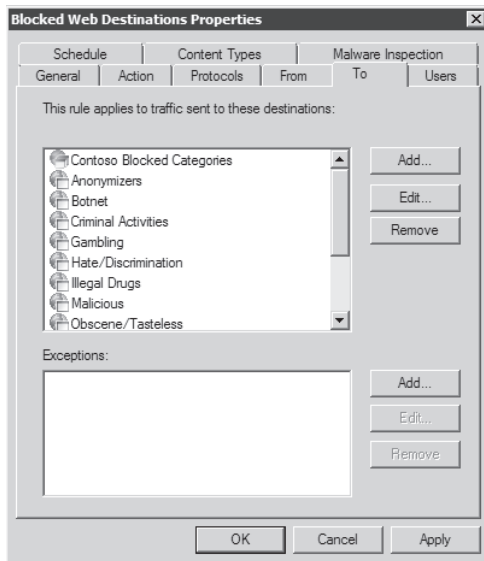 Blocked Web Destinations Properties
Schedule Content Types Malware Inspection
General Action Protocols From To Users
This rule applies to traffic sent to these destinations:
Contoso Blocked Categories
Anonymizers
Botnet
Criminal Activities
Gambling
Hate/Discrimination
Illegal Drugs
Malicious
Obscene/Tasteless
Add...
Edit...
Remove
Exceptions:
Add...
Edit...
Remove
OK Cancel Apply